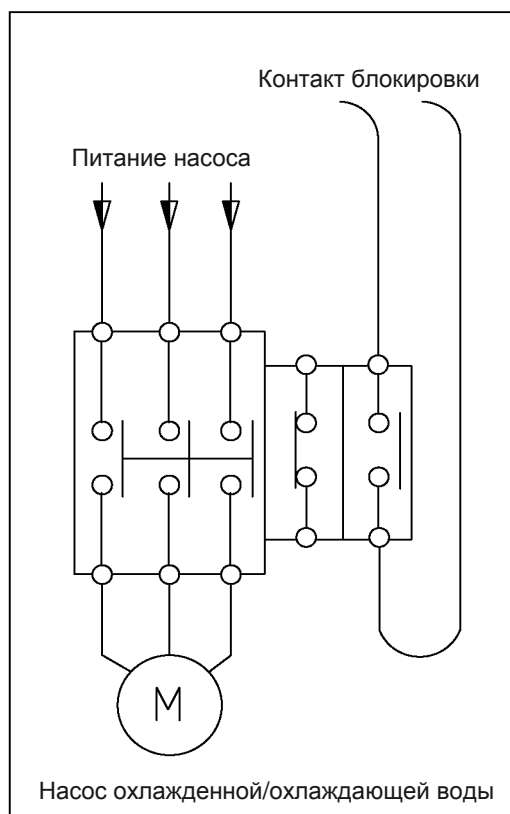 Контакт блокировки
Питание насоса
M
Насос охлажденной/охлаждающей воды